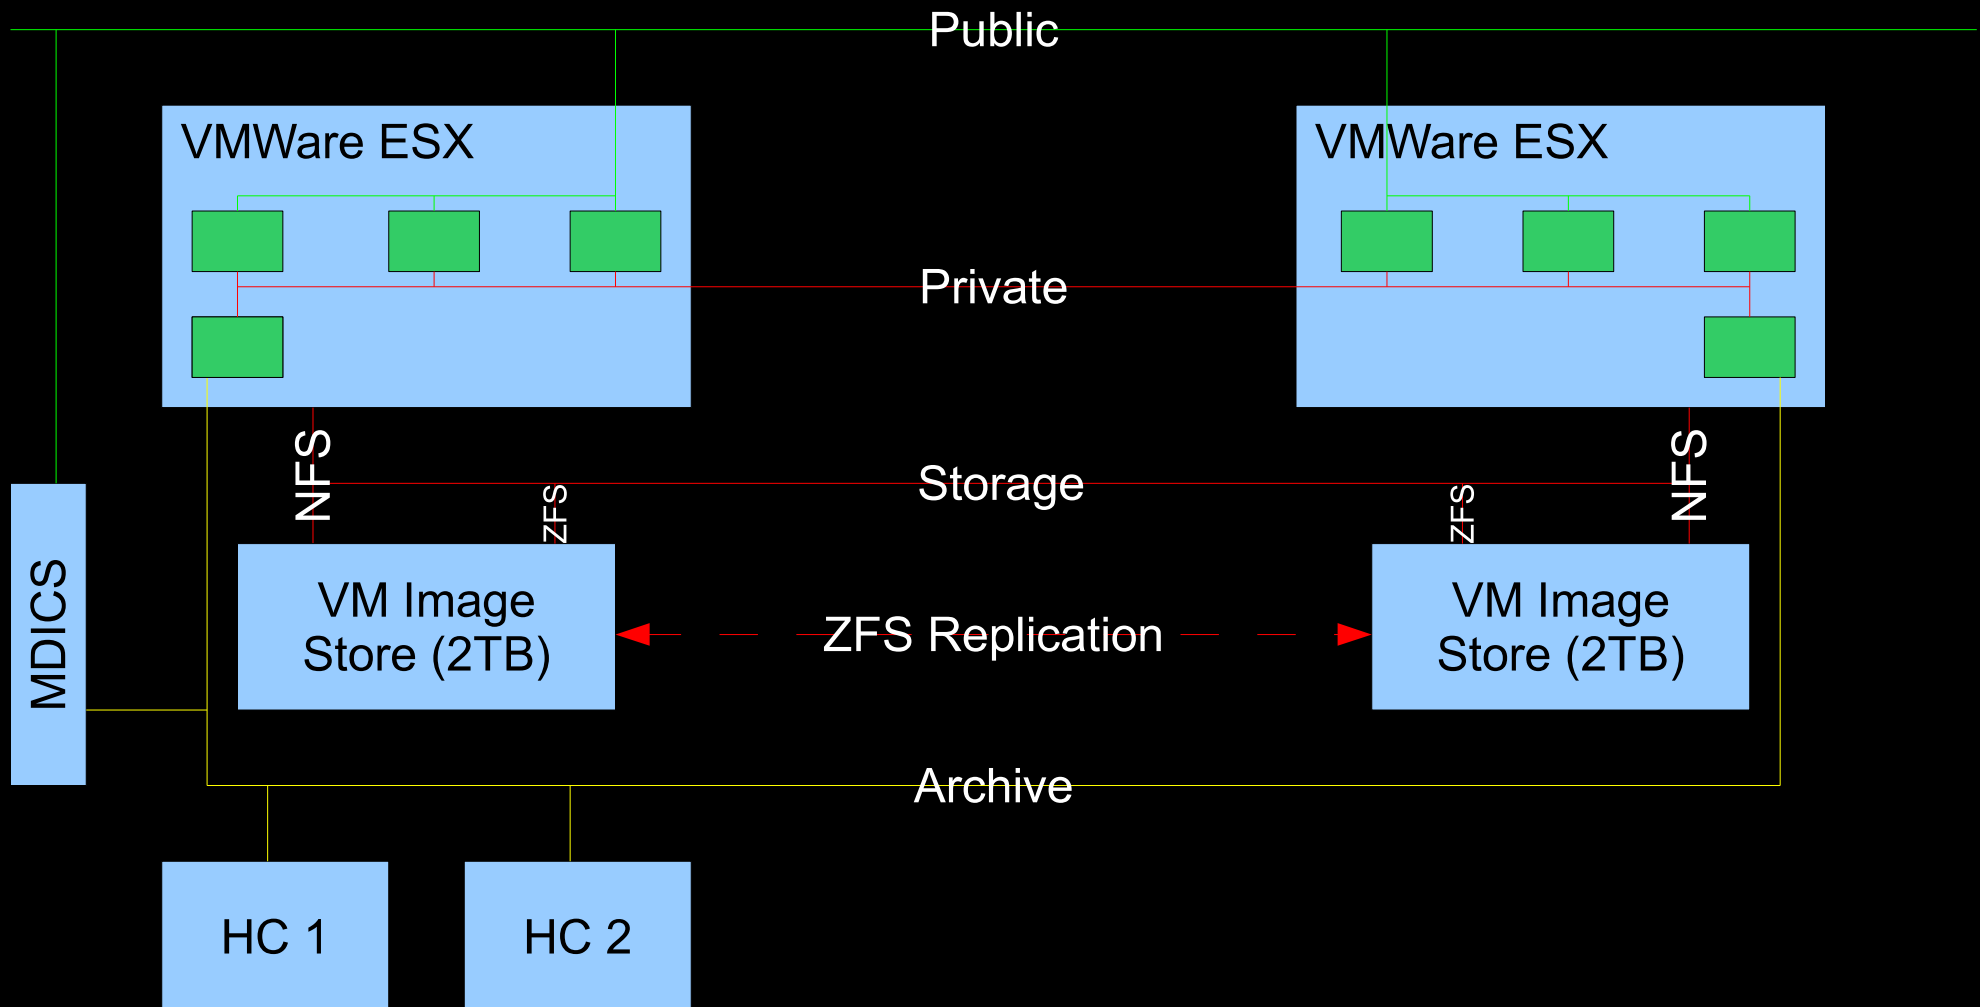 Public
VMWare ESX
VMWare ESX
Private
NFS
NFS
Storage
ZFS
ZFS
MDICS
VM Image
Store (2TB)
ZFS Replication
VM Image
Store (2TB)
Archive
HC 1
HC 2